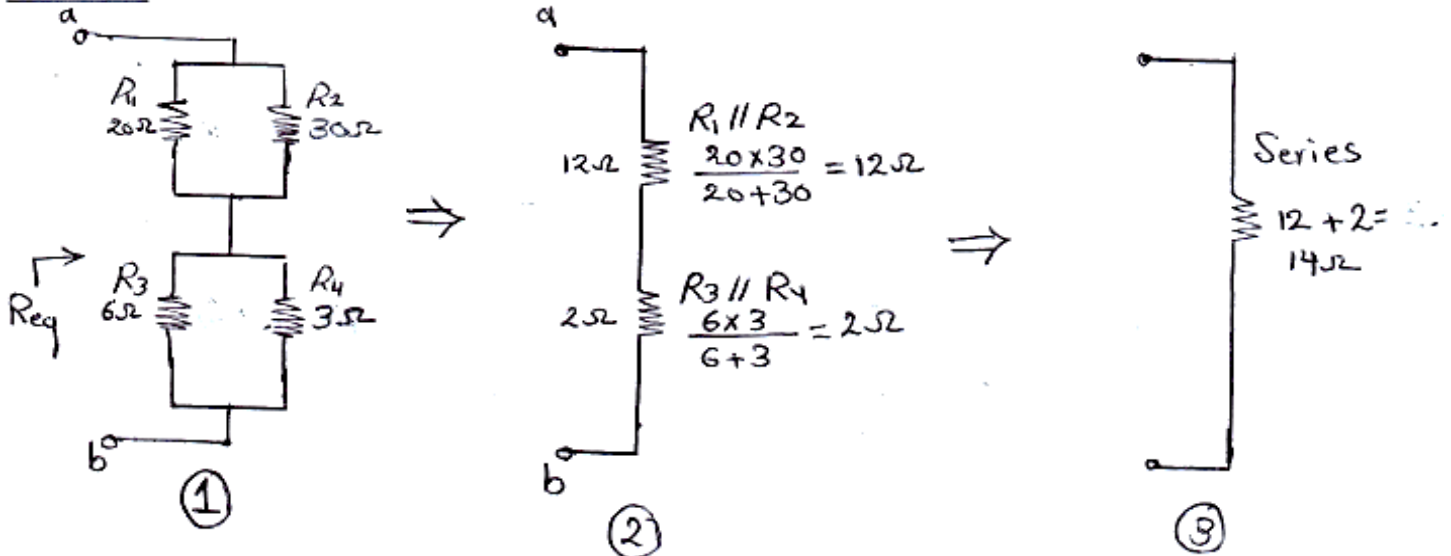 a
R1
20Ω
R2
30Ω
Req
R3
6Ω
R4
3Ω
b
1
⇒
a
12Ω
R1 // R2
20×30
20+30
= 12Ω
2Ω
R3 // R4
6×3
6+3
= 2Ω
b
2
⇒
Series
12 + 2 =
14Ω
3